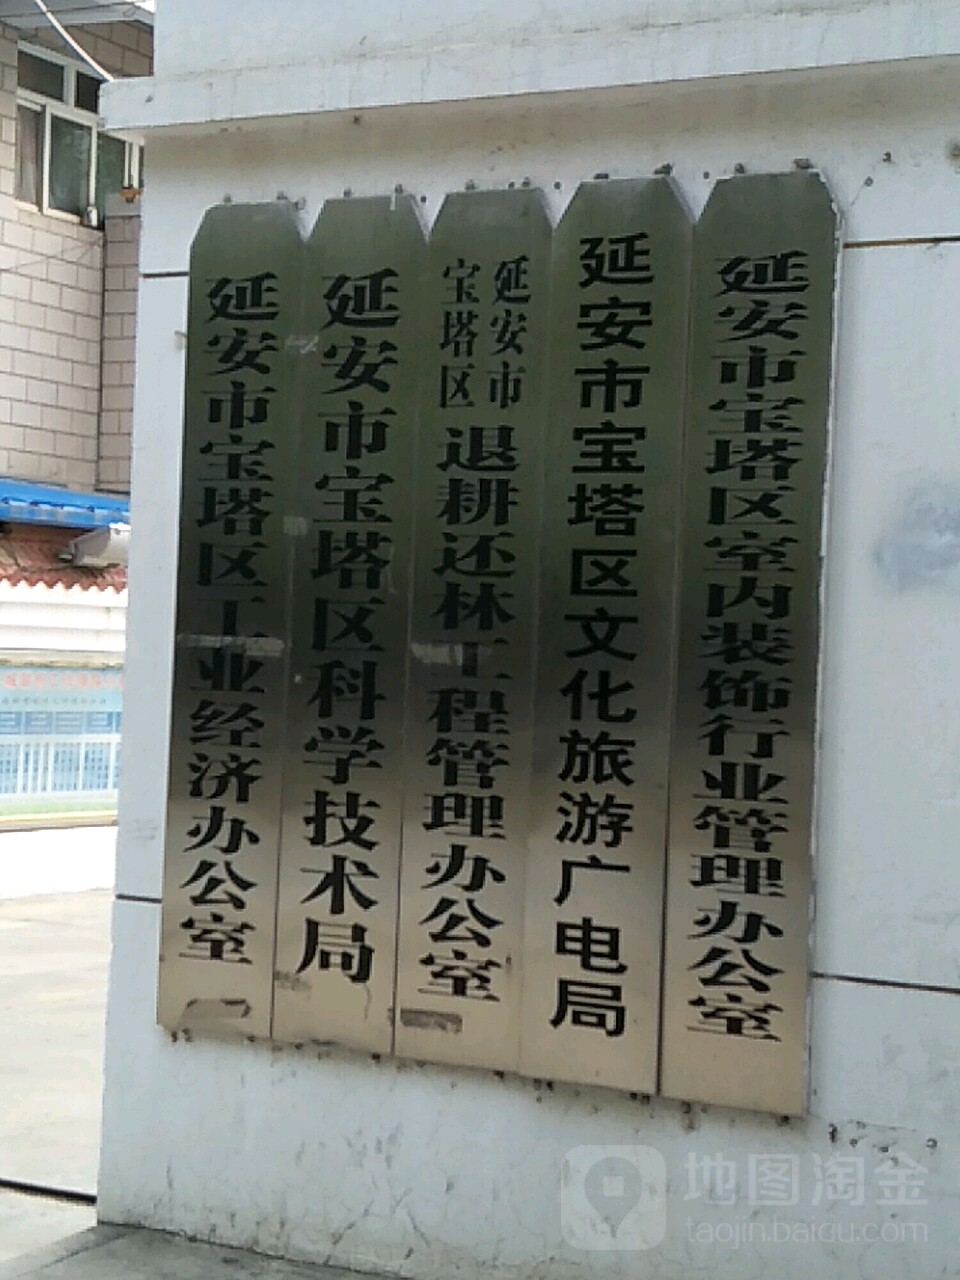 延安市宝塔区工业经济办公室
延安市宝塔区科学技术局
延安市
宝塔区
退耕还林工程管理办公室
延安市宝塔区文化旅游广电局
延安市宝塔区室内装饰行业管理办公室
地图淘金
taojin.baidu.com